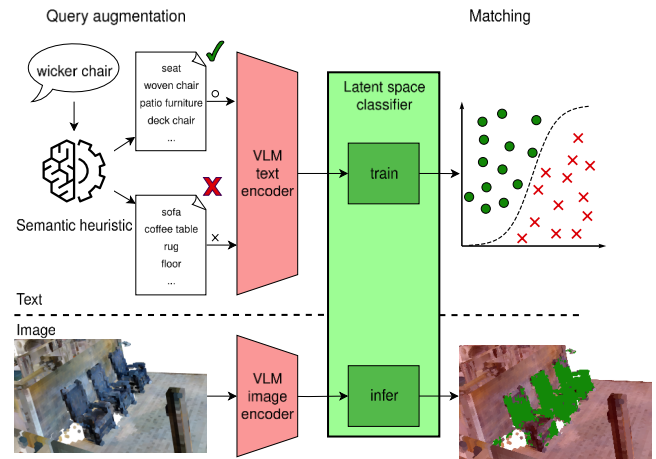 Query augmentation
Matching
wicker chair
seat
woven chair
patio furniture
deck chair
...
Semantic heuristic
sofa
coffee table
rug
floor
...
VLM
text
encoder
Latent space
classifier
train
Text
Image
VLM
image
encoder
infer